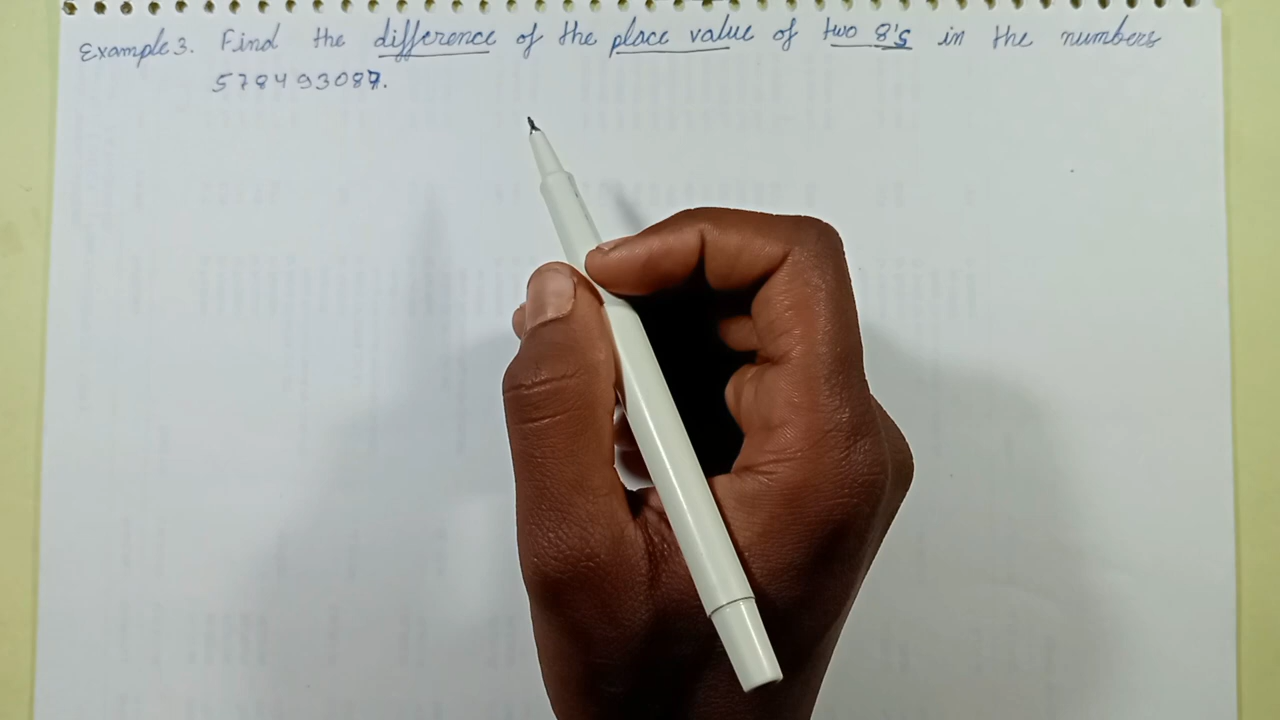 Example 3. Find the difference of the place value of two 8's in the numbers
578493087.